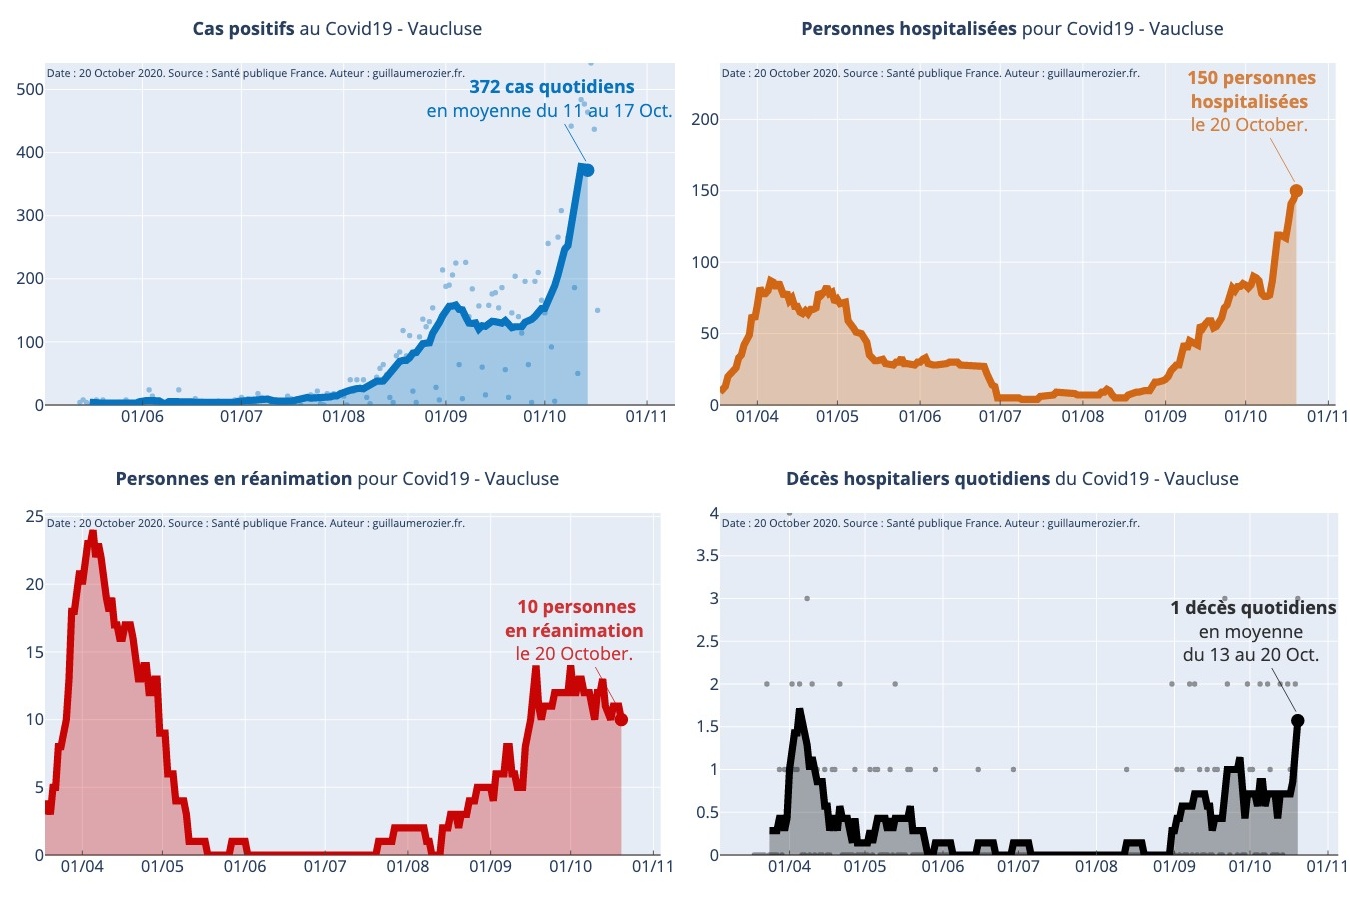 Cas positifs au Covid19 - Vaucluse
Date : 20 October 2020. Source : Santé publique France. Auteur : guillaumerozier.fr.
372 cas quotidiens
en moyenne du 11 au 17 Oct.
500
400
300
200
100
0
01/06
01/07
01/08
01/09
01/10
01/11
Personnes hospitalisées pour Covid19 - Vaucluse
Date : 20 October 2020. Source : Santé publique France. Auteur : guillaumerozier.fr.
150 personnes
hospitalisées
le 20 October.
200
150
100
50
0
01/04
01/05
01/06
01/07
01/08
01/09
01/10
01/11
Personnes en réanimation pour Covid19 - Vaucluse
Date : 20 October 2020. Source : Santé publique France. Auteur : guillaumerozier.fr.
10 personnes
en réanimation
le 20 October.
25
20
15
10
5
0
01/04
01/05
01/06
01/07
01/08
01/09
01/10
01/11
Décès hospitaliers quotidiens du Covid19 - Vaucluse
Date : 20 October 2020. Source : Santé publique France. Auteur : guillaumerozier.fr.
1 décès quotidiens
en moyenne
du 13 au 20 Oct.
4
3.5
3
2.5
2
1.5
1
0.5
0
01/04
01/05
01/06
01/07
01/08
01/09
01/10
01/11